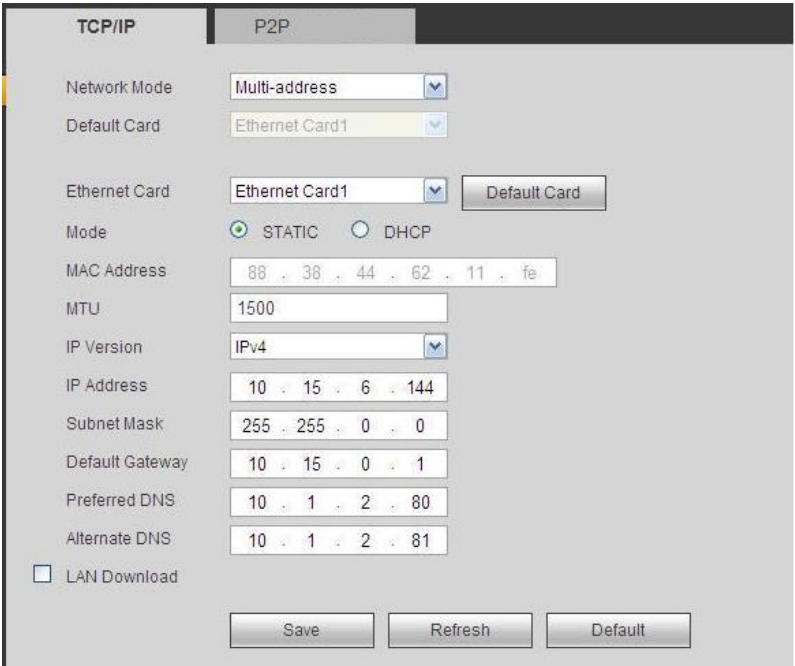 TCP/IP P2P
Network Mode Multi-address
Default Card Ethernet Card1
Ethernet Card Ethernet Card1 Default Card
Mode STATIC DHCP
MAC Address 88 . 38 . 44 . 62 . 11 . fe
MTU 1500
IP Version IPv4
IP Address 10 . 15 . 6 . 144
Subnet Mask 255 . 255 . 0 . 0
Default Gateway 10 . 15 . 0 . 1
Preferred DNS 10 . 1 . 2 . 80
Alternate DNS 10 . 1 . 2 . 81
LAN Download
Save Refresh Default